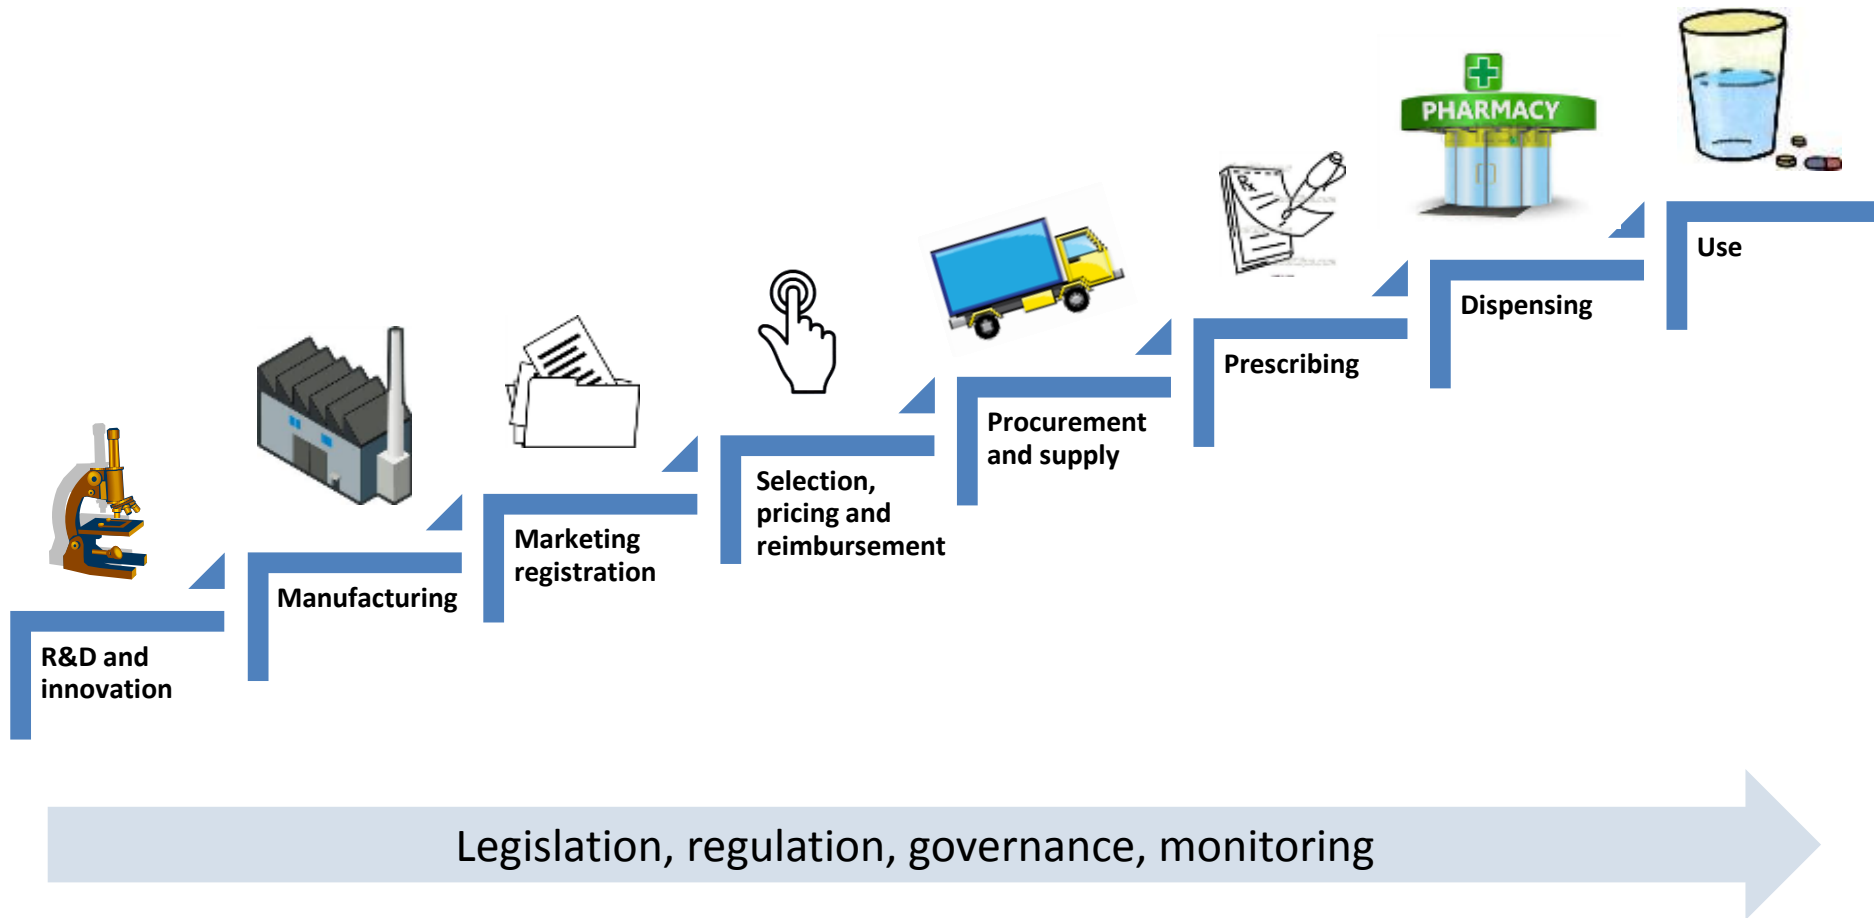 PHARMACY
Use
Dispensing
Prescribing
Procurement
and supply
Selection,
pricing and
reimbursement
Marketing
registration
Manufacturing
R&D and
innovation
Legislation, regulation, governance, monitoring